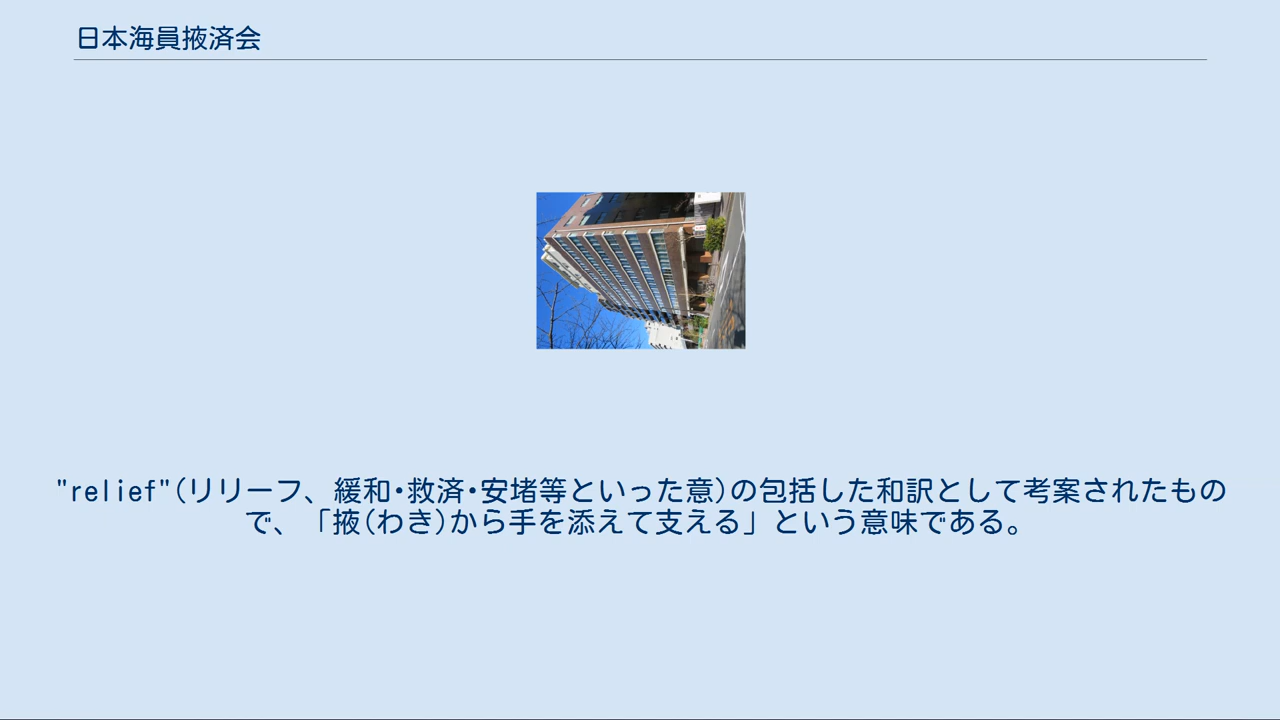 日本海員掖済会
"relief"(リリーフ、緩和・救済・安堵等といった意)の包括した和訳として考案されたもの
で、「掖(わき)から手を添えて支える」という意味である。